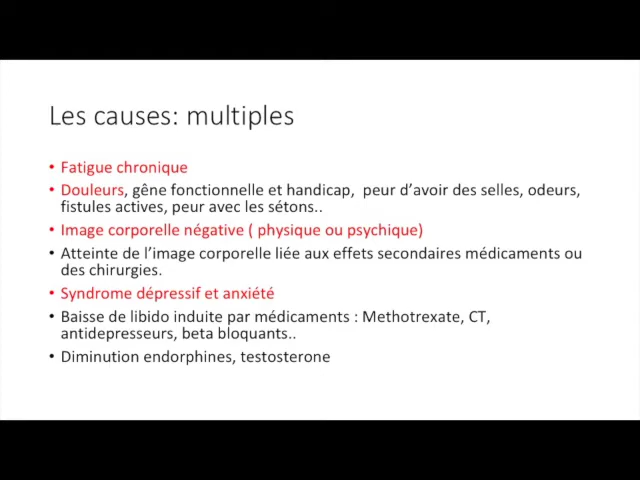 Les causes: multiples
• Fatigue chronique
• Douleurs, gêne fonctionnelle et handicap, peur d’avoir des selles, odeurs,
fistules actives, peur avec les sétons..
• Image corporelle négative ( physique ou psychique)
• Atteinte de l’image corporelle liée aux effets secondaires médicaments ou
des chirurgies.
• Syndrome dépressif et anxiété
• Baisse de libido induite par médicaments : Methotrexate, CT,
antidepresseurs, beta bloquants..
• Diminution endorphines, testosterone